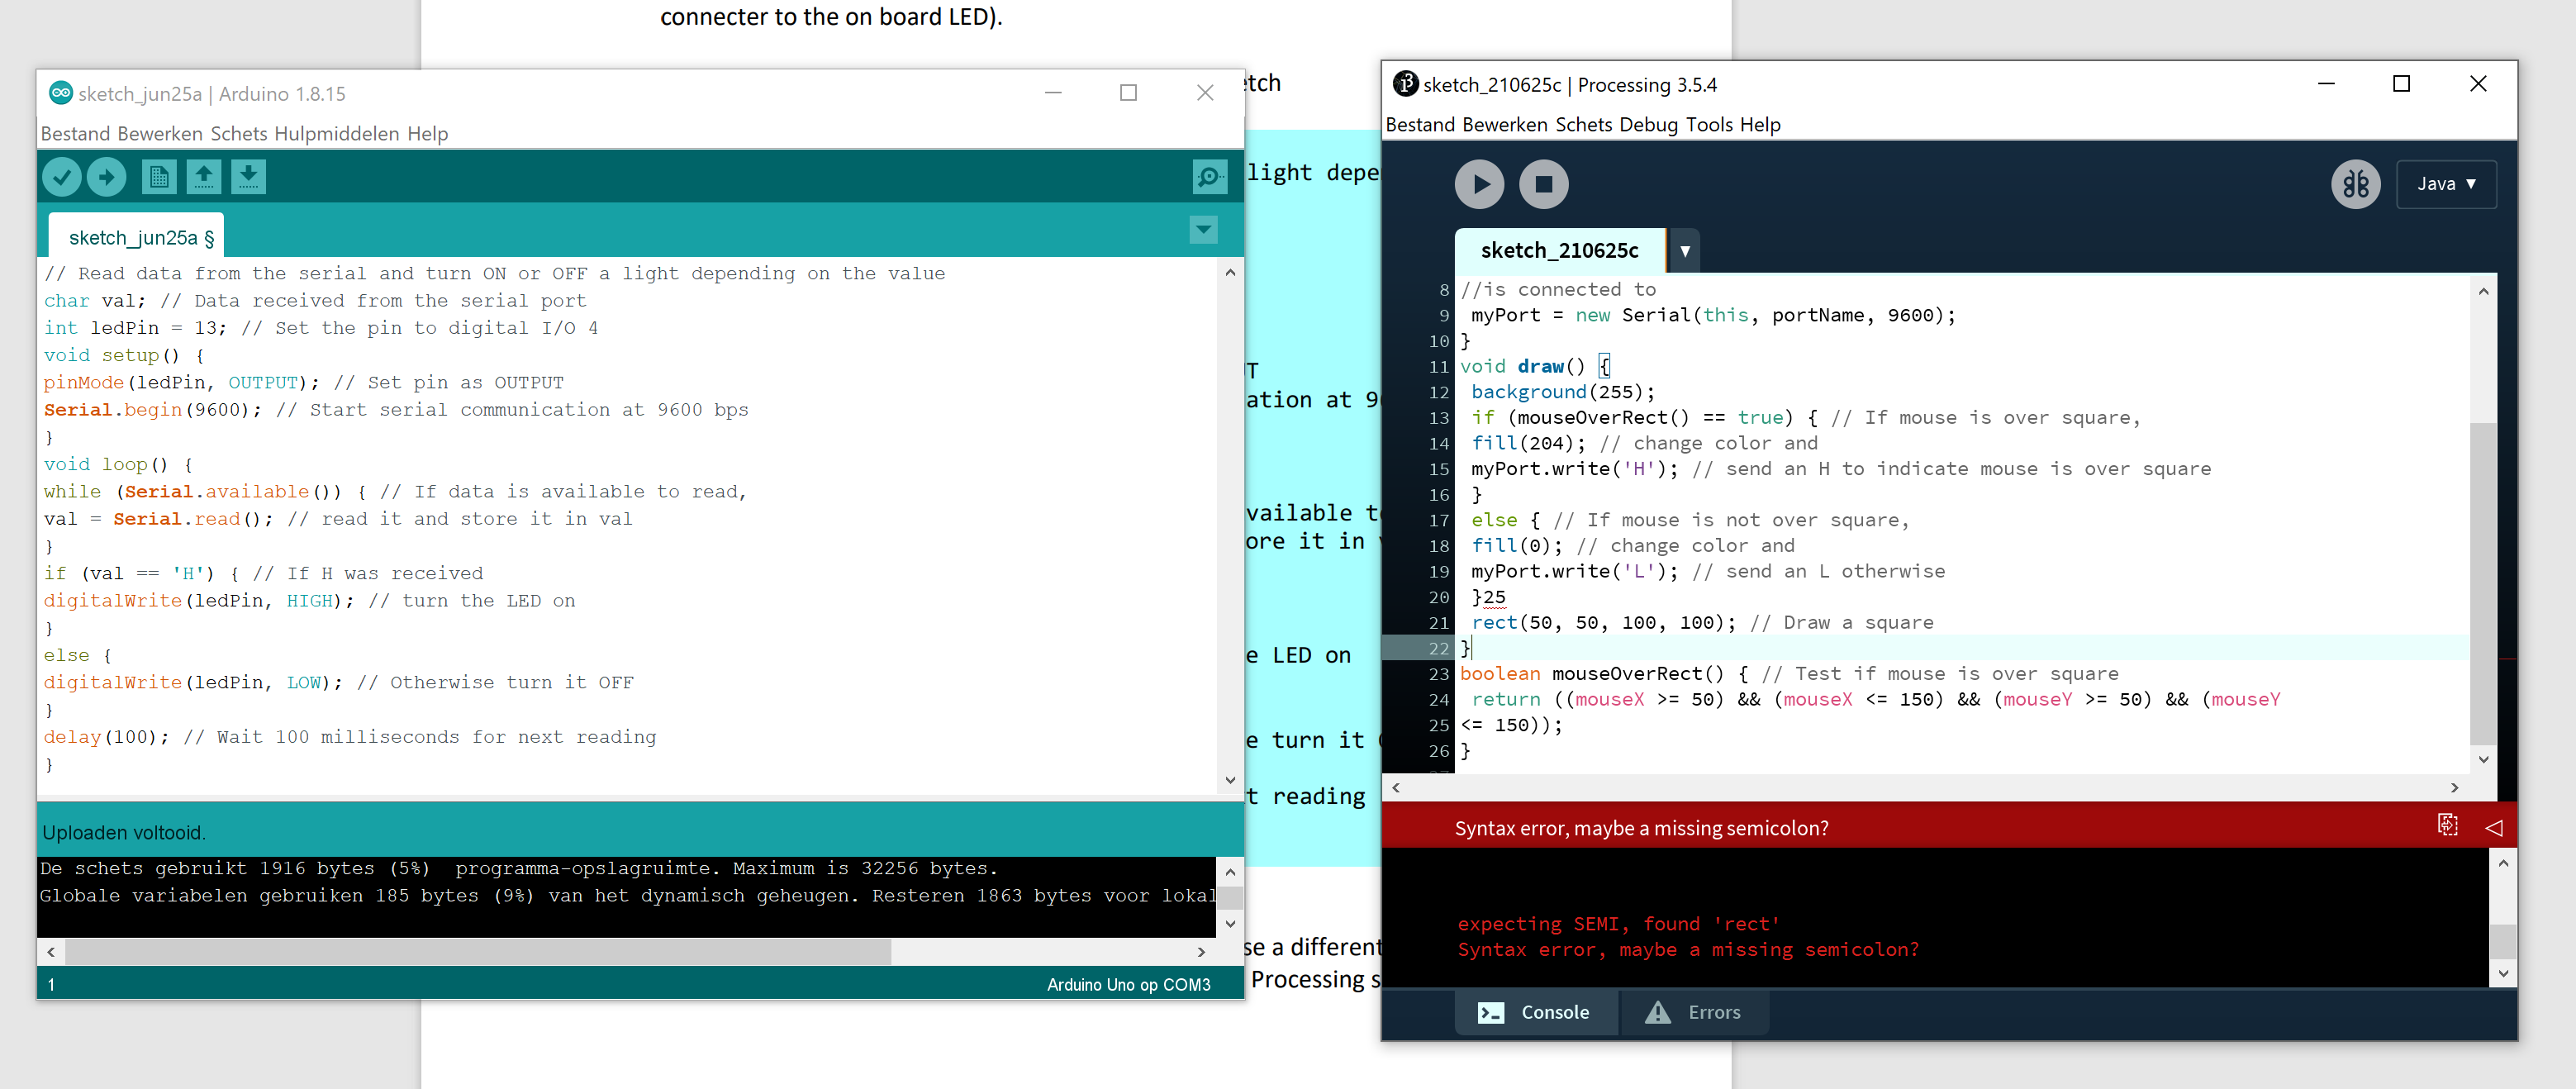 connecter to the on board LED).
sketch_jun25a | Arduino 1.8.15
Bestand Bewerken Schets Hulpmiddelen Help
sketch_jun25a §
// Read data from the serial and turn ON or OFF a light depending on the value
char val; // Data received from the serial port
int ledPin = 13; // Set the pin to digital I/O 4
void setup() {
pinMode(ledPin, OUTPUT); // Set pin as OUTPUT
Serial.begin(9600); // Start serial communication at 9600 bps
}
void loop() {
while (Serial.available()) { // If data is available to read,
val = Serial.read(); // read it and store it in val
}
if (val == 'H') { // If H was received
digitalWrite(ledPin, HIGH); // turn the LED on
}
else {
digitalWrite(ledPin, LOW); // Otherwise turn it OFF
}
delay(100); // Wait 100 milliseconds for next reading
}
Uploaden voltooid.
De schets gebruikt 1916 bytes (5%)  programma-opslagruimte. Maximum is 32256 bytes.
Globale variabelen gebruiken 185 bytes (9%) van het dynamisch geheugen. Resteren 1863 bytes voor lokal
1
Arduino Uno op COM3
etch
light depe
UT
ation at 9
vailable t
ore it in
e LED on
e turn it
t reading
se a different
Processing s
sketch_210625c | Processing 3.5.4
Bestand Bewerken Schets Debug Tools Help
Java ▼
sketch_210625c ▼
8 //is connected to
9 myPort = new Serial(this, portName, 9600);
10 }
11 void draw() {
12 background(255);
13 if (mouseOverRect() == true) { // If mouse is over square,
14 fill(204); // change color and
15 myPort.write('H'); // send an H to indicate mouse is over square
16 }
17 else { // If mouse is not over square,
18 fill(0); // change color and
19 myPort.write('L'); // send an L otherwise
20 }25
21 rect(50, 50, 100, 100); // Draw a square
22 }
23 boolean mouseOverRect() { // Test if mouse is over square
24 return ((mouseX >= 50) && (mouseX <= 150) && (mouseY >= 50) && (mouseY
25 <= 150));
26 }
Syntax error, maybe a missing semicolon?
expecting SEMI, found 'rect'
Syntax error, maybe a missing semicolon?
Console
Errors